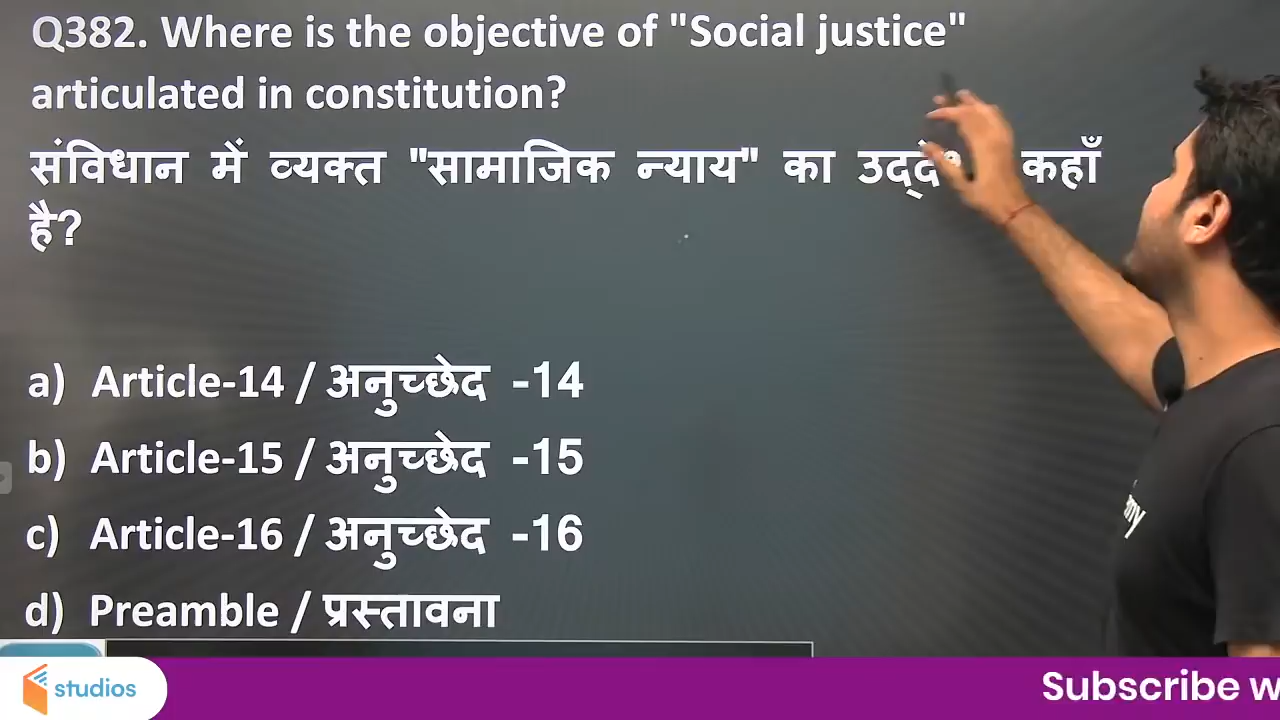 Q382. Where is the objective of "Social justice"
articulated in constitution?
संविधान में व्यक्त "सामाजिक न्याय" का कहाँ
है?
a) Article-14 / अनुच्छेद -14
b) Article-15 / अनुच्छेद -15
c) Article-16 / अनुच्छेद -16
d) Preamble / प्रस्तावना
studios
Subscribe